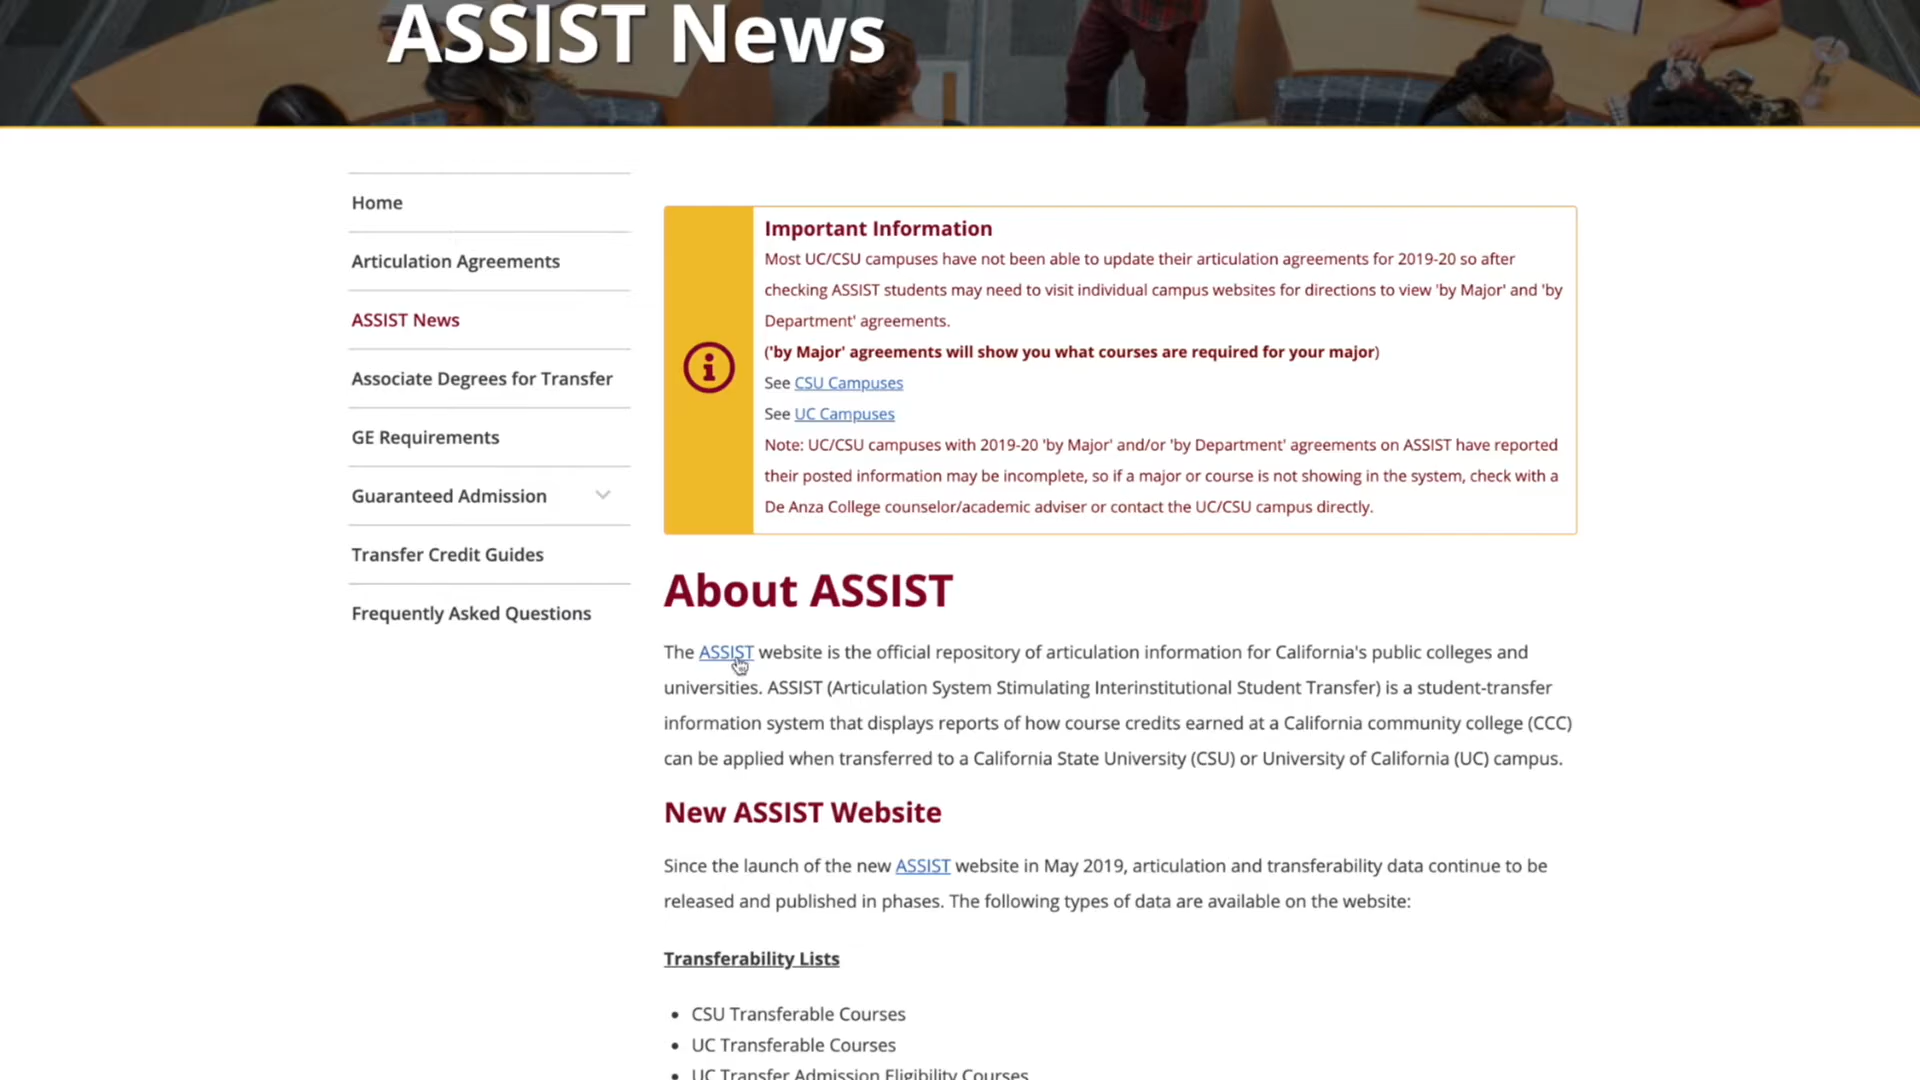 ASSIST News
Home
Articulation Agreements
ASSIST News
Associate Degrees for Transfer
GE Requirements
Guaranteed Admission
Transfer Credit Guides
Frequently Asked Questions
Important Information
Most UC/CSU campuses have not been able to update their articulation agreements for 2019-20 so after
checking ASSIST students may need to visit individual campus websites for directions to view 'by Major' and 'by
Department' agreements.
('by Major' agreements will show you what courses are required for your major)
See CSU Campuses
See UC Campuses
Note: UC/CSU campuses with 2019-20 'by Major' and/or 'by Department' agreements on ASSIST have reported
their posted information may be incomplete, so if a major or course is not showing in the system, check with a
De Anza College counselor/academic adviser or contact the UC/CSU campus directly.
About ASSIST
The ASSIST website is the official repository of articulation information for California's public colleges and
universities. ASSIST (Articulation System Stimulating Interinstitutional Student Transfer) is a student-transfer
information system that displays reports of how course credits earned at a California community college (CCC)
can be applied when transferred to a California State University (CSU) or University of California (UC) campus.
New ASSIST Website
Since the launch of the new ASSIST website in May 2019, articulation and transferability data continue to be
released and published in phases. The following types of data are available on the website:
Transferability Lists
• CSU Transferable Courses
• UC Transferable Courses
• UC Transfer Admission Eligibility Courses